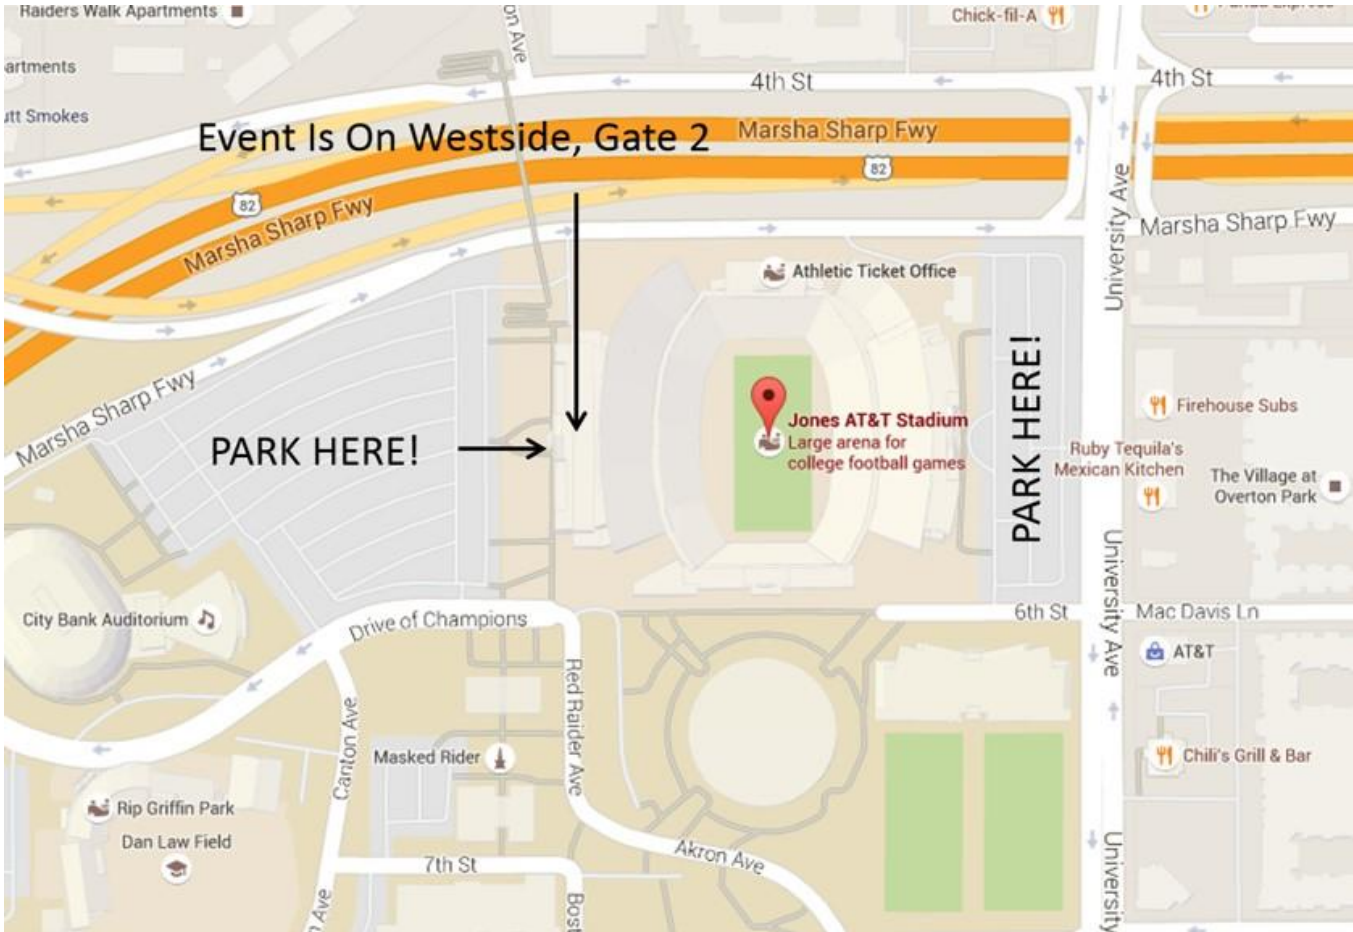 Raiders Walk Apartments
Chick-fil-A
on Ave
artments
4th St
4th St
utt Smokes
Event Is On Westside, Gate 2
Marsha Sharp Fwy
82
82
Marsha Sharp Fwy
University Ave
Marsha Sharp Fwy
Athletic Ticket Office
Marsha Sharp Fwy
PARK HERE!
PARK HERE!
Jones AT&T Stadium
Large arena for
college football games
Firehouse Subs
Ruby Tequila's
Mexican Kitchen
The Village at
Overton Park
City Bank Auditorium
Drive of Champions
6th St
Mac Davis Ln
University Ave
AT&T
Red Raider Ave
Canton Ave
Masked Rider
Chili's Grill & Bar
Rip Griffin Park
Dan Law Field
7th St
Akron Ave
University
n Ave
Bost